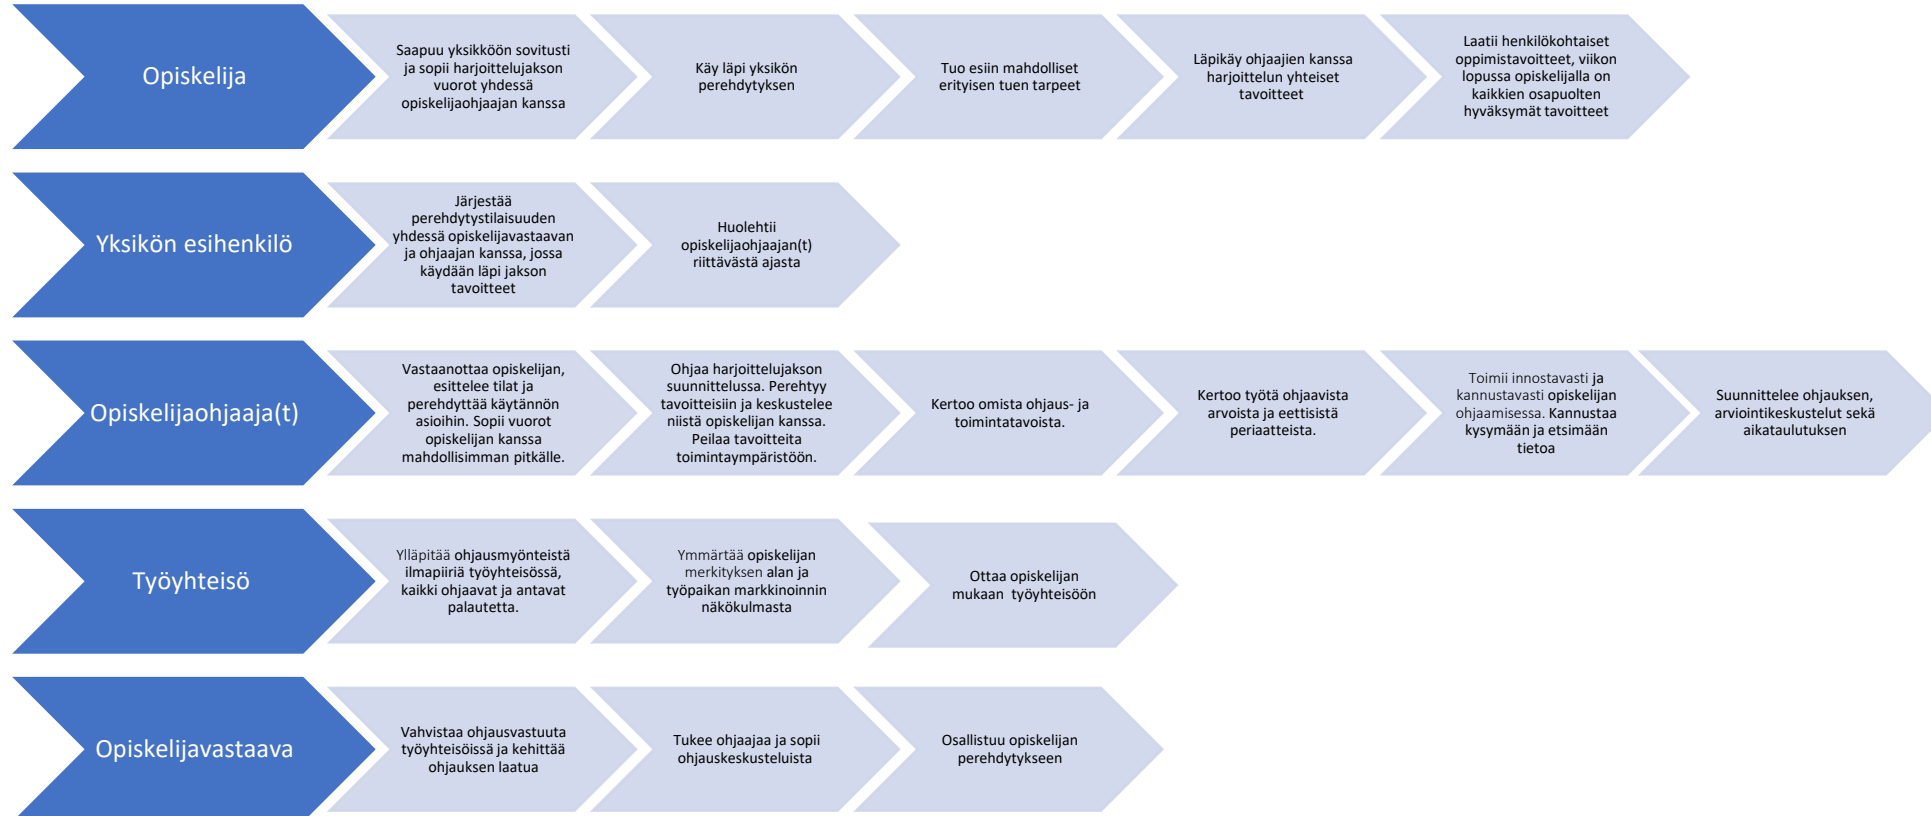 Opiskelija
Saapuu yksikköön sovitusti
ja sopii harjoittelujakson
vuorot yhdessä
opiskelijaohjaajan kanssa
Käy läpi yksikön
perehdytyksen
Tuo esiin mahdolliset
erityisen tuen tarpeet
Läpikäy ohjaajien kanssa
harjoittelun yhteiset
tavoitteet
Laatii henkilökohtaiset
oppimistavoitteet, viikon
lopussa opiskelijalla on
kaikkien osapuolten
hyväksymät tavoitteet
Yksikön esihenkilö
Järjestää
perehdytystilaisuuden
yhdessä opiskelijavastaavan
ja ohjaajan kanssa, jossa
käydään läpi jakson
tavoitteet
Huolehtii
opiskelijaohjaajan(t)
riittävästä ajasta
Opiskelijaohjaaja(t)
Vastaanottaa opiskelijan,
esittelee tilat ja
perehdyttää käytännön
asioihin. Sopii vuorot
opiskelijan kanssa
mahdollisimman pitkälle.
Ohjaa harjoittelujakson
suunnittelussa. Perehtyy
tavoitteisiin ja keskustelee
niistä opiskelijan kanssa.
Peilaa tavoitteita
toimintaympäristöön.
Kertoo omista ohjaus- ja
toimintatavoista.
Kertoo työtä ohjaavista
arvoista ja eettisistä
periaatteista.
Toimii innostavasti ja
kannustavasti opiskelijan
ohjaamisessa. Kannustaa
kysymään ja etsimään
tietoa
Suunnittelee ohjauksen,
arviointikeskustelut sekä
aikataulutuksen
Työyhteisö
Ylläpitää ohjausmyönteistä
ilmapiiriä työyhteisössä,
kaikki ohjaavat ja antavat
palautetta.
Ymmärtää opiskelijan
merkityksen alan ja
työpaikan markkinoinnin
näkökulmasta
Ottaa opiskelijan
mukaan  työyhteisöön
Opiskelijavastaava
Vahvistaa ohjausvastuuta
työyhteisöissä ja kehittää
ohjauksen laatua
Tukee ohjaajaa ja sopii
ohjauskeskusteluista
Osallistuu opiskelijan
perehdytykseen